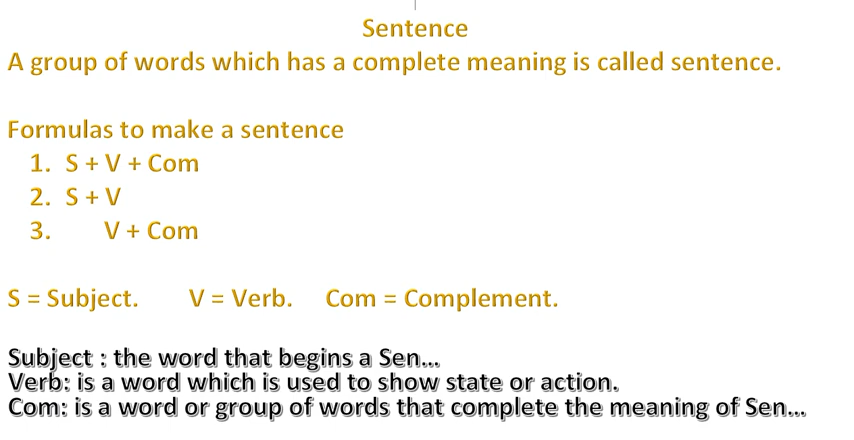 Sentence
A group of words which has a complete meaning is called sentence.
Formulas to make a sentence
1. S + V + Com
2. S + V
3. V + Com
S = Subject. V = Verb. Com = Complement.
Subject : the word that begins a Sen...
Verb: is a word which is used to show state or action.
Com: is a word or group of words that complete the meaning of Sen...